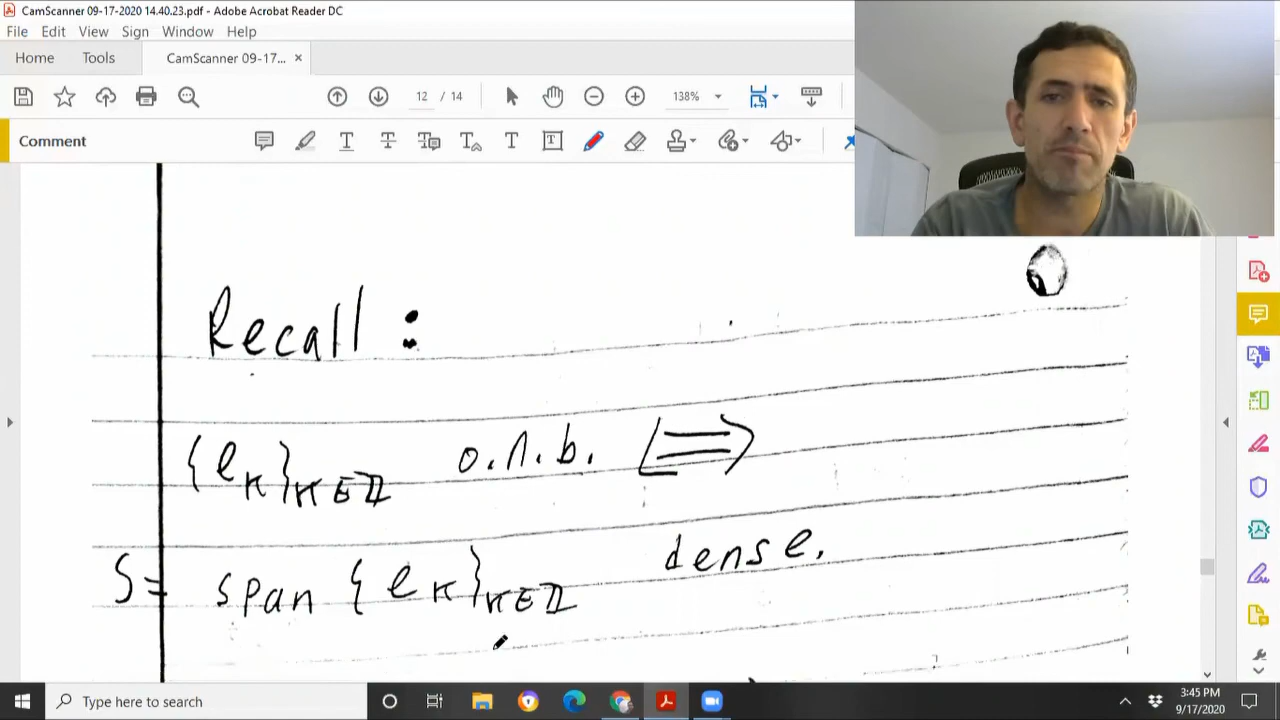 CamScanner 09-17-2020 14.40.23.pdf - Adobe Acrobat Reader DC
File Edit View Sign Window Help
Home Tools CamScanner 09-17... ×
12 / 14 138%
Comment
Recall :
{e_K}_{K∈ℤ} o.n.b. ⟺
S = span {e_K}_{K∈ℤ} dense.
Type here to search
3:45 PM
9/17/2020